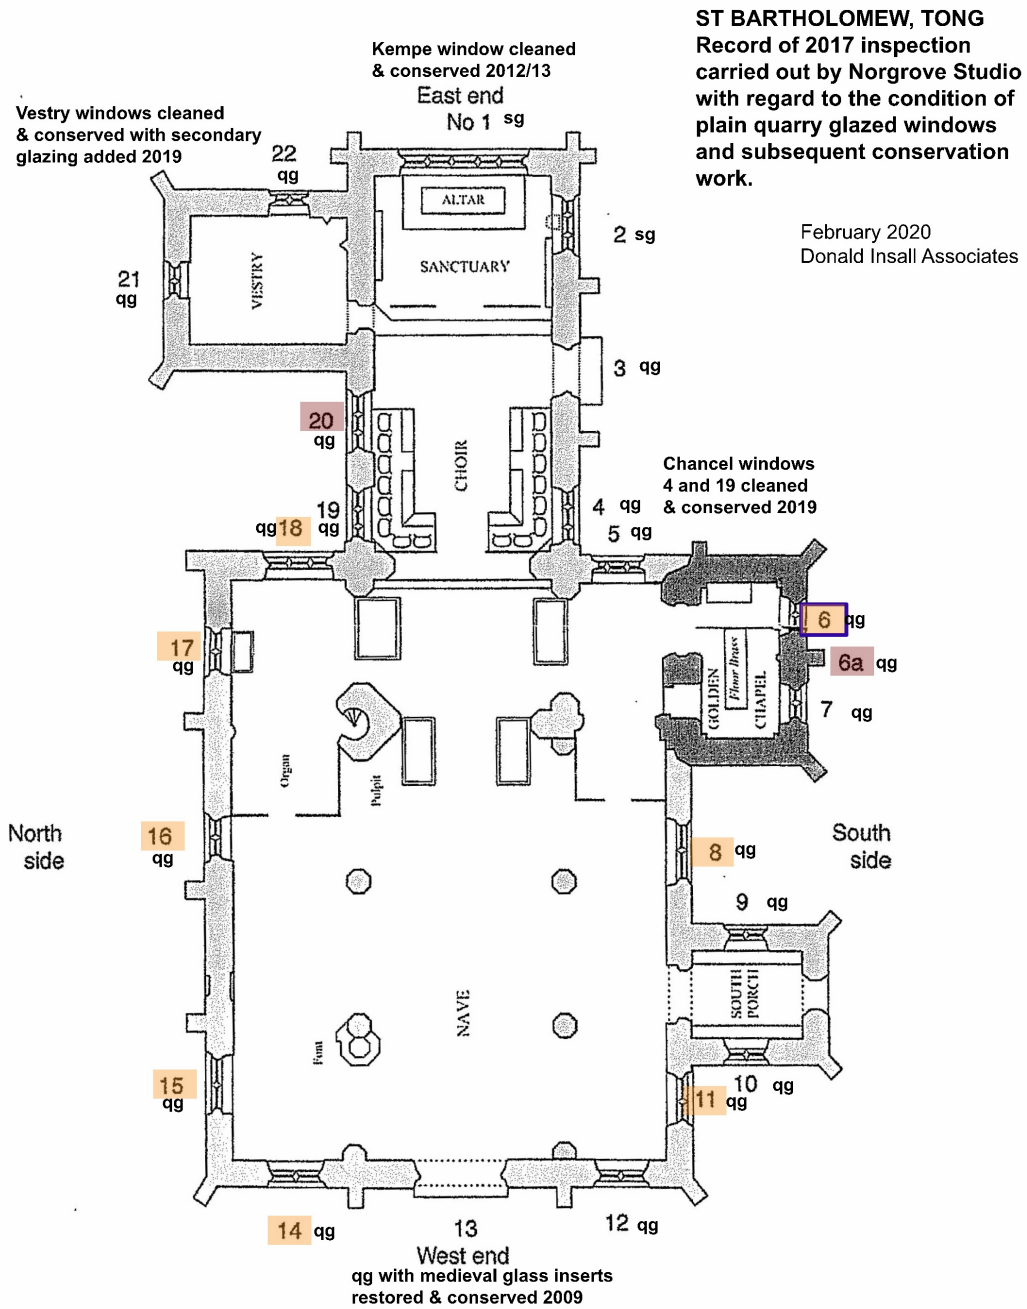 ST BARTHOLOMEW, TONG
Record of 2017 inspection
carried out by Norgrove Studio
with regard to the condition of
plain quarry glazed windows
and subsequent conservation
work.
February 2020
Donald Insall Associates
Kempe window cleaned
& conserved 2012/13
East end
No 1 sg
Vestry windows cleaned
& conserved with secondary
glazing added 2019
22
qg
ALTAR
2 sg
SANCTUARY
VESTRY
21
qg
3 qg
20
qg
CHOIR
Chancel windows
4 and 19 cleaned
& conserved 2019
19
qg
qg 18
4 qg
5 qg
6 qg
17
qg
6a qg
GOLDEN
CHAPEL
Floor Brass
7 qg
Organ
Pulpit
North
side
16
qg
8 qg
South
side
9 qg
SOUTH
PORCH
NAVE
Font
15
qg
10 qg
11 qg
14 qg
13
12 qg
West end
qg with medieval glass inserts
restored & conserved 2009